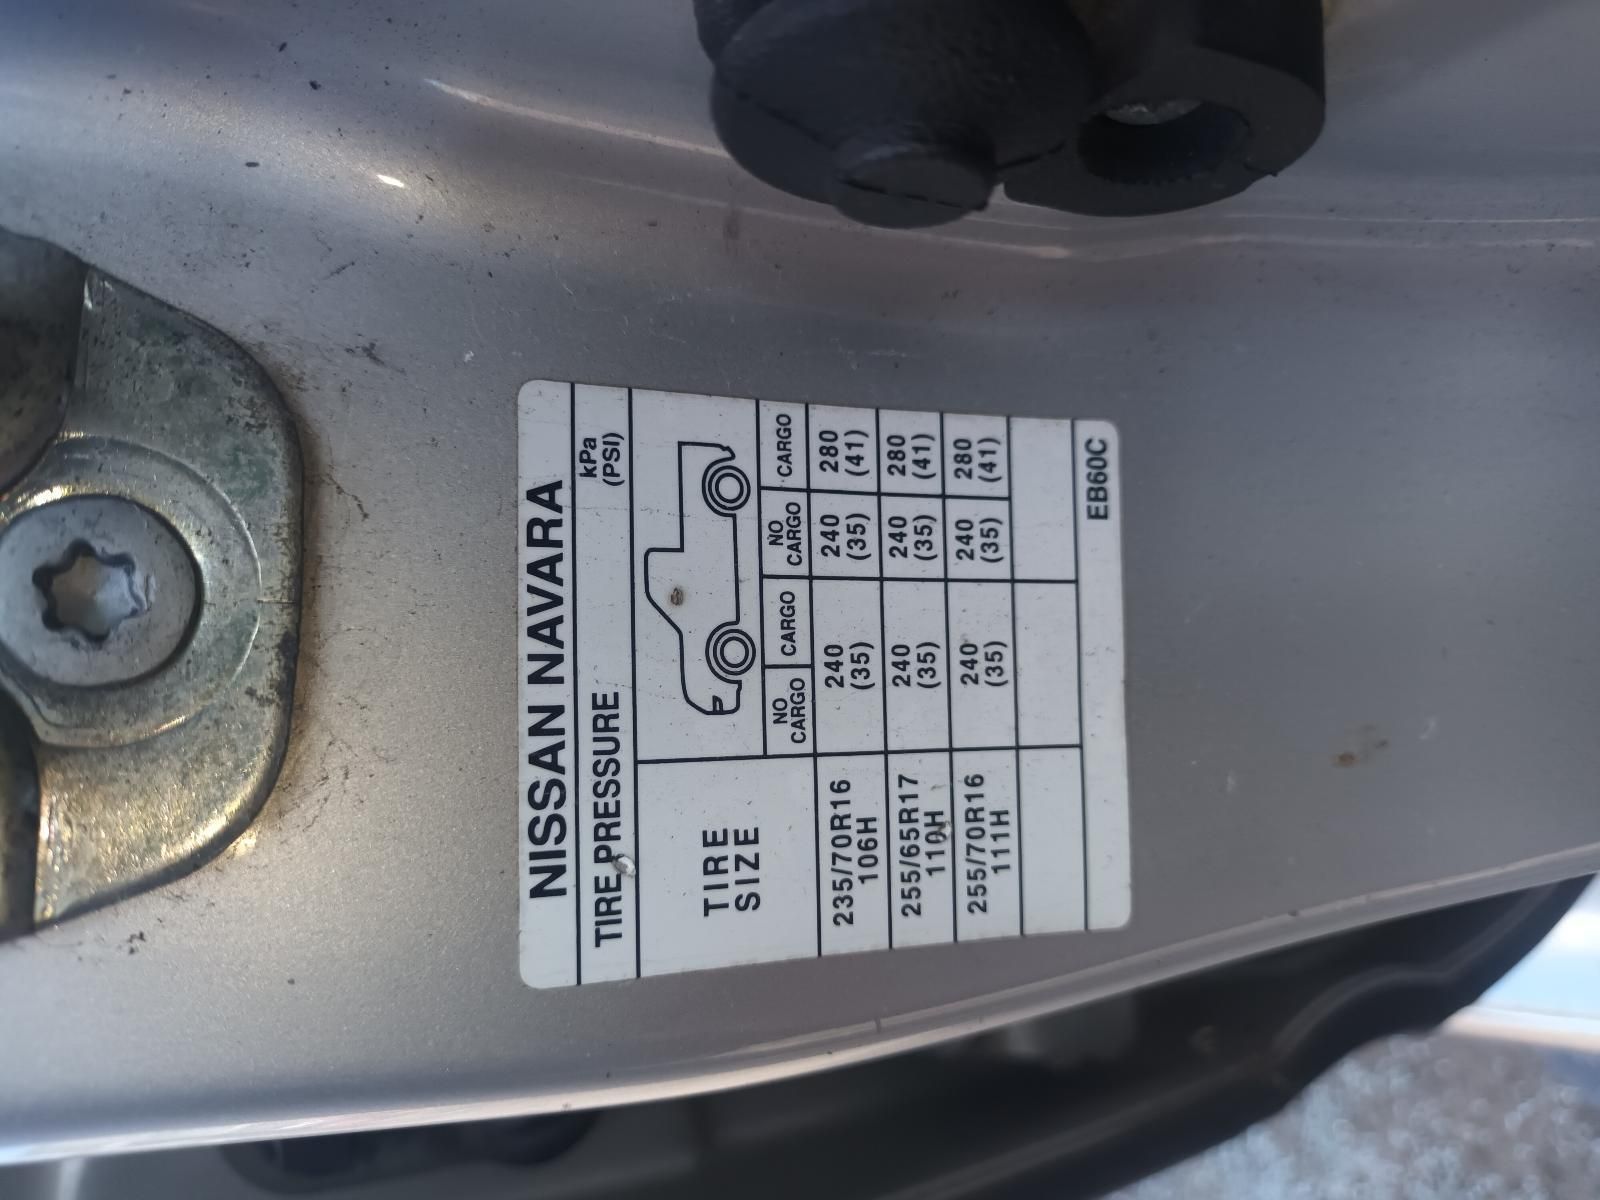 NISSAN NAVARA
TIRE PRESSURE kPa (PSI)
TIRE SIZE
NO CARGO CARGO NO CARGO CARGO
235/70R16 106H 240 (35) 240 (35) 280 (41)
255/65R17 110H 240 (35) 240 (35) 280 (41)
255/70R16 111H 240 (35) 240 (35) 280 (41)
EB60C